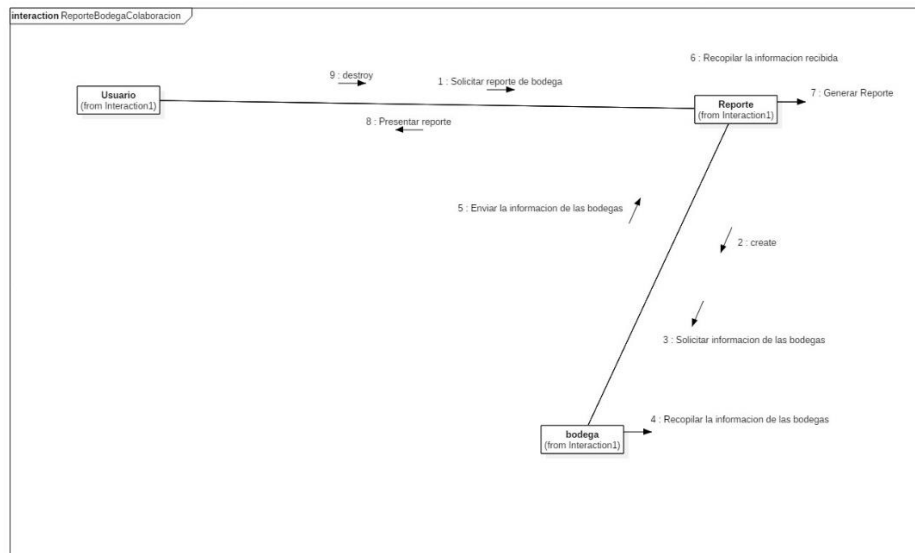 interaction ReporteBodegaColaboracion
6 : Recopilar la informacion recibida
9 : destroy
1 : Solicitar reporte de bodega
7 : Generar Reporte
Usuario
(from Interaction1)
Reporte
(from Interaction1)
8 : Presentar reporte
5 : Enviar la informacion de las bodegas
2 : create
3 : Solicitar informacion de las bodegas
4 : Recopilar la informacion de las bodegas
bodega
(from Interaction1)